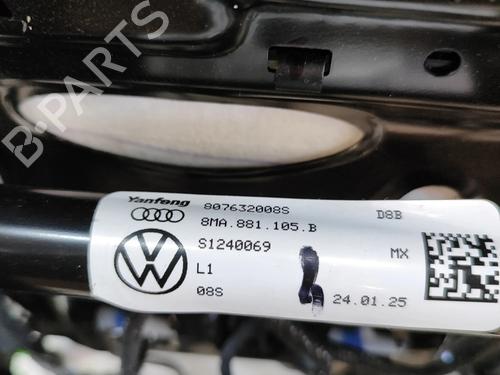 B-PARTS
Yanfeng 807632008S D8B
8MA.881.105.B
S1240069 MX
L1
08S 24.01.25